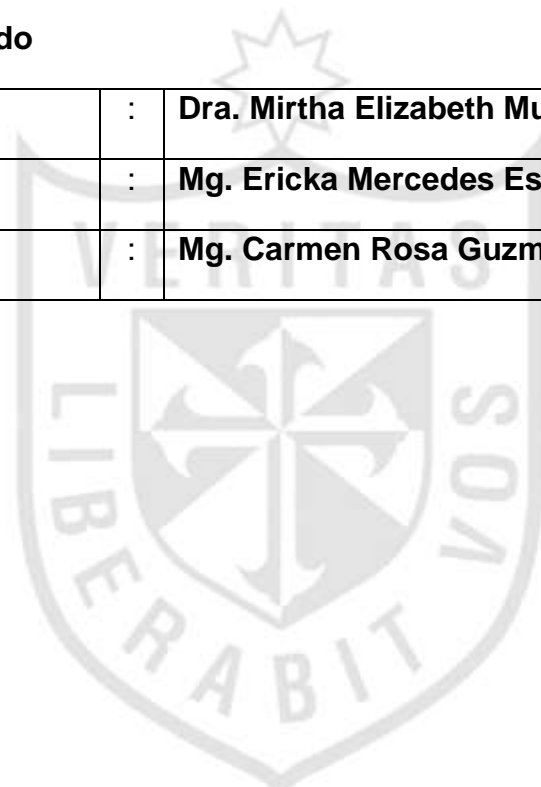 do
: Dra. Mirtha Elizabeth Mu
: Mg. Ericka Mercedes Es
: Mg. Carmen Rosa Guzm
VERITAS
LIBERABIT VOS